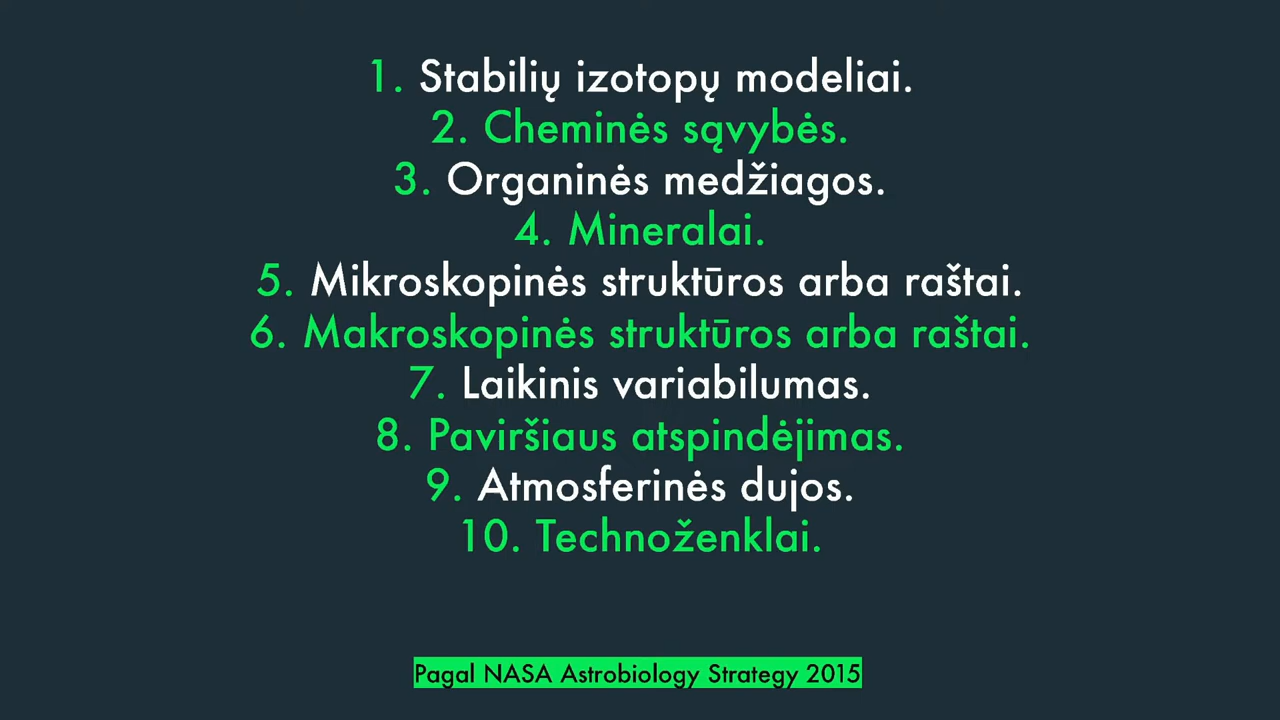 1. Stabilių izotopų modeliai.
2. Cheminės sąvybės.
3. Organinės medžiagos.
4. Mineralai.
5. Mikroskopinės struktūros arba raštai.
6. Makroskopinės struktūros arba raštai.
7. Laikinis variabilumas.
8. Paviršiaus atspindėjimas.
9. Atmosferinės dujos.
10. Technoženklai.
Pagal NASA Astrobiology Strategy 2015